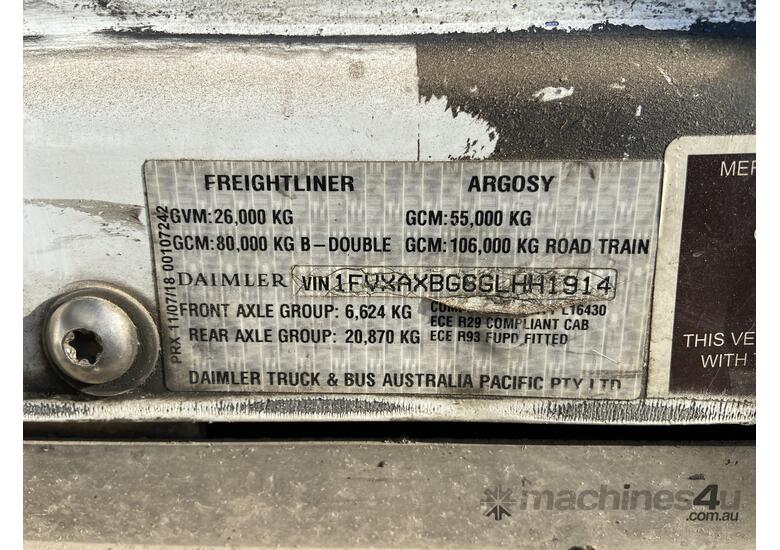 FREIGHTLINER ARGOSY
GVM: 26,000 KG GCM: 55,000 KG
GCM: 80,000 KG B-DOUBLE GCM: 106,000 KG ROAD TRAIN
DAIMLER VIN 1FVXAXBG6GLHH1914
FRONT AXLE GROUP: 6,624 KG L16430
ECE R29 COMPLIANT CAB
REAR AXLE GROUP: 20,870 KG ECE R93 FUPD FITTED
DAIMLER TRUCK & BUS AUSTRALIA PACIFIC PTY LTD
PRX 11/07/18-00107242
MER
THIS VE
WITH
machines4u
.com.au